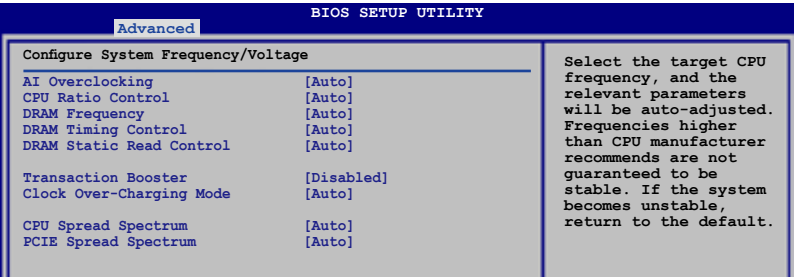 BIOS SETUP UTILITY
Advanced
Configure System Frequency/Voltage
AI Overclocking [Auto]
CPU Ratio Control [Auto]
DRAM Frequency [Auto]
DRAM Timing Control [Auto]
DRAM Static Read Control [Auto]
Transaction Booster [Disabled]
Clock Over-Charging Mode [Auto]
CPU Spread Spectrum [Auto]
PCIE Spread Spectrum [Auto]
Select the target CPU
frequency, and the
relevant parameters
will be auto-adjusted.
Frequencies higher
than CPU manufacturer
recommends are not
guaranteed to be
stable. If the system
becomes unstable,
return to the default.